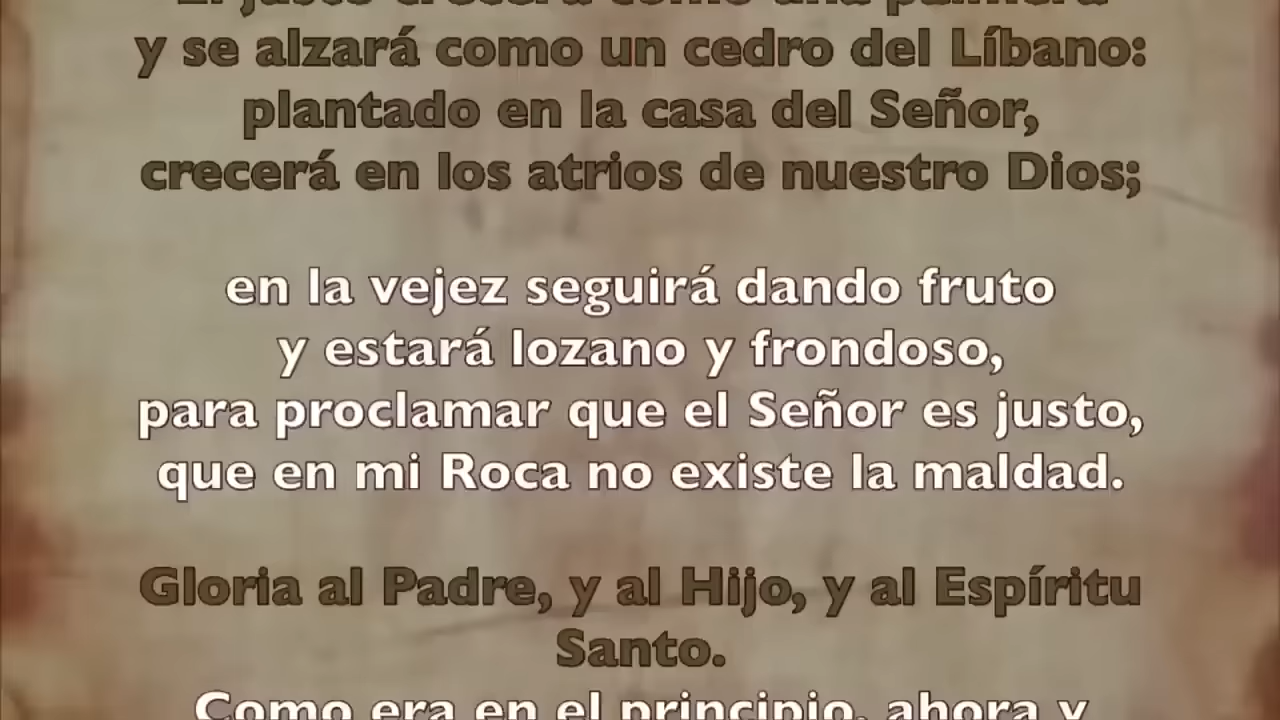 El justo crecerá como una palmera
y se alzará como un cedro del Líbano:
plantado en la casa del Señor,
crecerá en los atrios de nuestro Dios;
en la vejez seguirá dando fruto
y estará lozano y frondoso,
para proclamar que el Señor es justo,
que en mi Roca no existe la maldad.
Gloria al Padre, y al Hijo, y al Espíritu
Santo.
Como era en el principio, ahora y